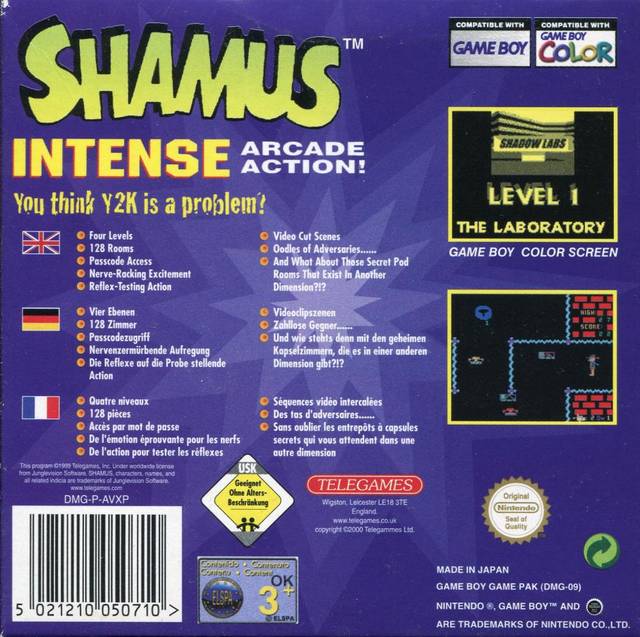 SHAMUS™
INTENSE ARCADE ACTION!
You think Y2K is a problem?
Four Levels
128 Rooms
Passcode Access
Nerve-Racking Excitement
Reflex-Testing Action
Video Cut Scenes
Oodles of Adversaries......
And What About Those Secret Pod
Rooms That Exist In Another
Dimension?!?
Vier Ebenen
128 Zimmer
Passcodezugriff
Nervenzermürbende Aufregung
Die Reflexe auf die Probe stellende
Action
Videoclipszenen
Zahllose Gegner.....
Und wie stehts denn mit den geheimen
Kapselzimmern, die es in einer anderen
Dimension gibt?!?
Quatre niveaux
128 pièces
Accès par mot de passe
De l'émotion éprouvante pour les nerfs
De l'action pour tester les réflexes
Séquences vidéo intercalées
Des tas d'adversaires......
Sans oublier les entrepôts à capsules
secrets qui vous attendent dans une
autre dimension
COMPATIBLE WITH
GAME BOY
COMPATIBLE WITH
GAME BOY
COLOR
SHADOW LABS
LEVEL 1
THE LABORATORY
GAME BOY COLOR SCREEN
HIGH
SCORE
This program ©1999 Telegames, Inc. Under worldwide license
from Junglevision Software, SHAMUS, characters, names, and
all related indicia are trademarks of Junglevision Software.
www.telegames.com
DMG-P-AVXP
5 021210 050710 >
USK
Geeignet
Ohne Alters-
Beschränkung
Contenido • Contenuto
Contenu • Content
ELSPA
OK
3+
©ELSPA
TELEGAMES
Wigston, Leicester LE18 3TE
England.
www.telegames.co.uk
copyright ©2000 Telegames Ltd.
Original
Nintendo
Seal of
Quality
MADE IN JAPAN
GAME BOY GAME PAK (DMG-09)
NINTENDO ®, GAME BOY™ AND
ARE TRADEMARKS OF NINTENDO CO.,LTD.